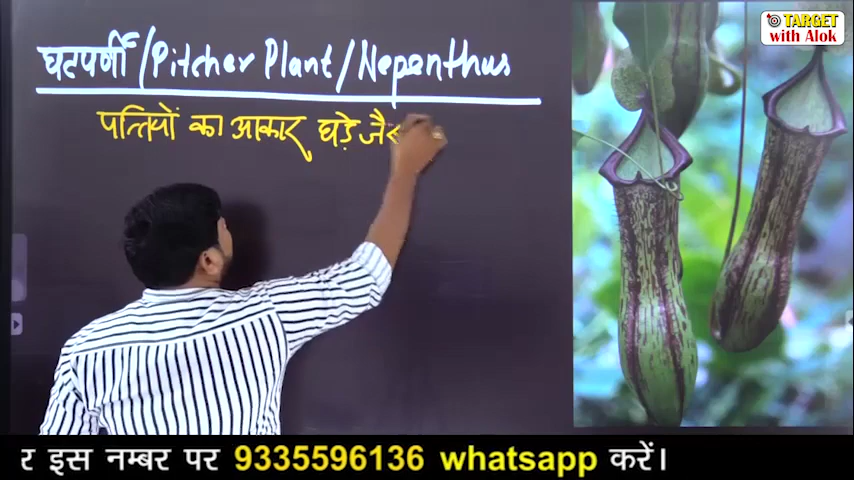 घटपर्णी/Pitcher Plant/Nepanthus
पत्तियों का आकार घड़े जै
TARGET
with Alok
र इस नम्बर पर 9335596136 whatsapp करें।